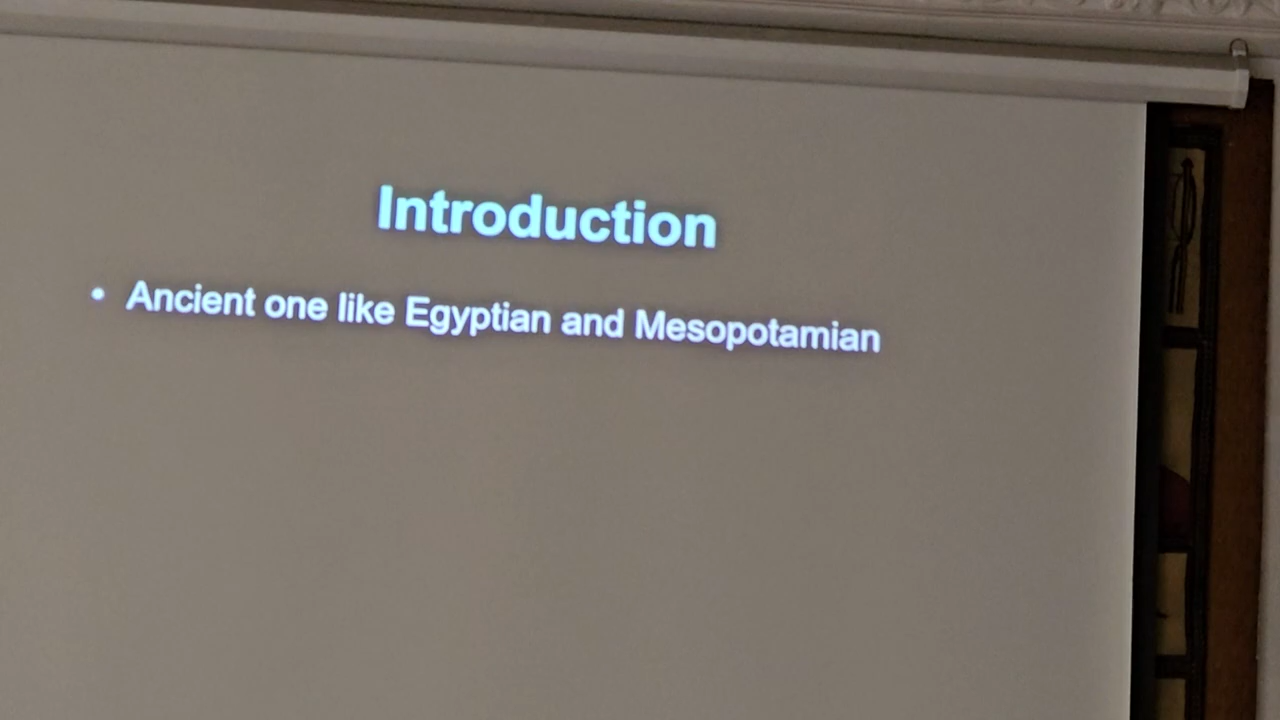 Introduction
• Ancient one like Egyptian and Mesopotamian